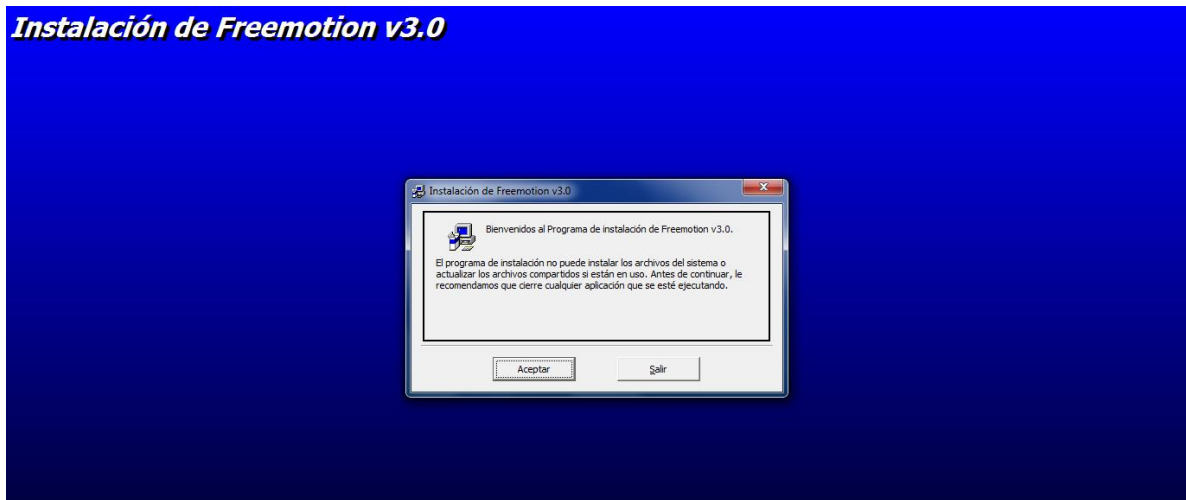 Instalación de Freemotion v3.0
Instalación de Freemotion v3.0
Bienvenidos al Programa de instalación de Freemotion v3.0.
El programa de instalación no puede instalar los archivos del sistema o
actualizar los archivos compartidos si están en uso. Antes de continuar, le
recomendamos que cierre cualquier aplicación que se esté ejecutando.
Aceptar
Salir